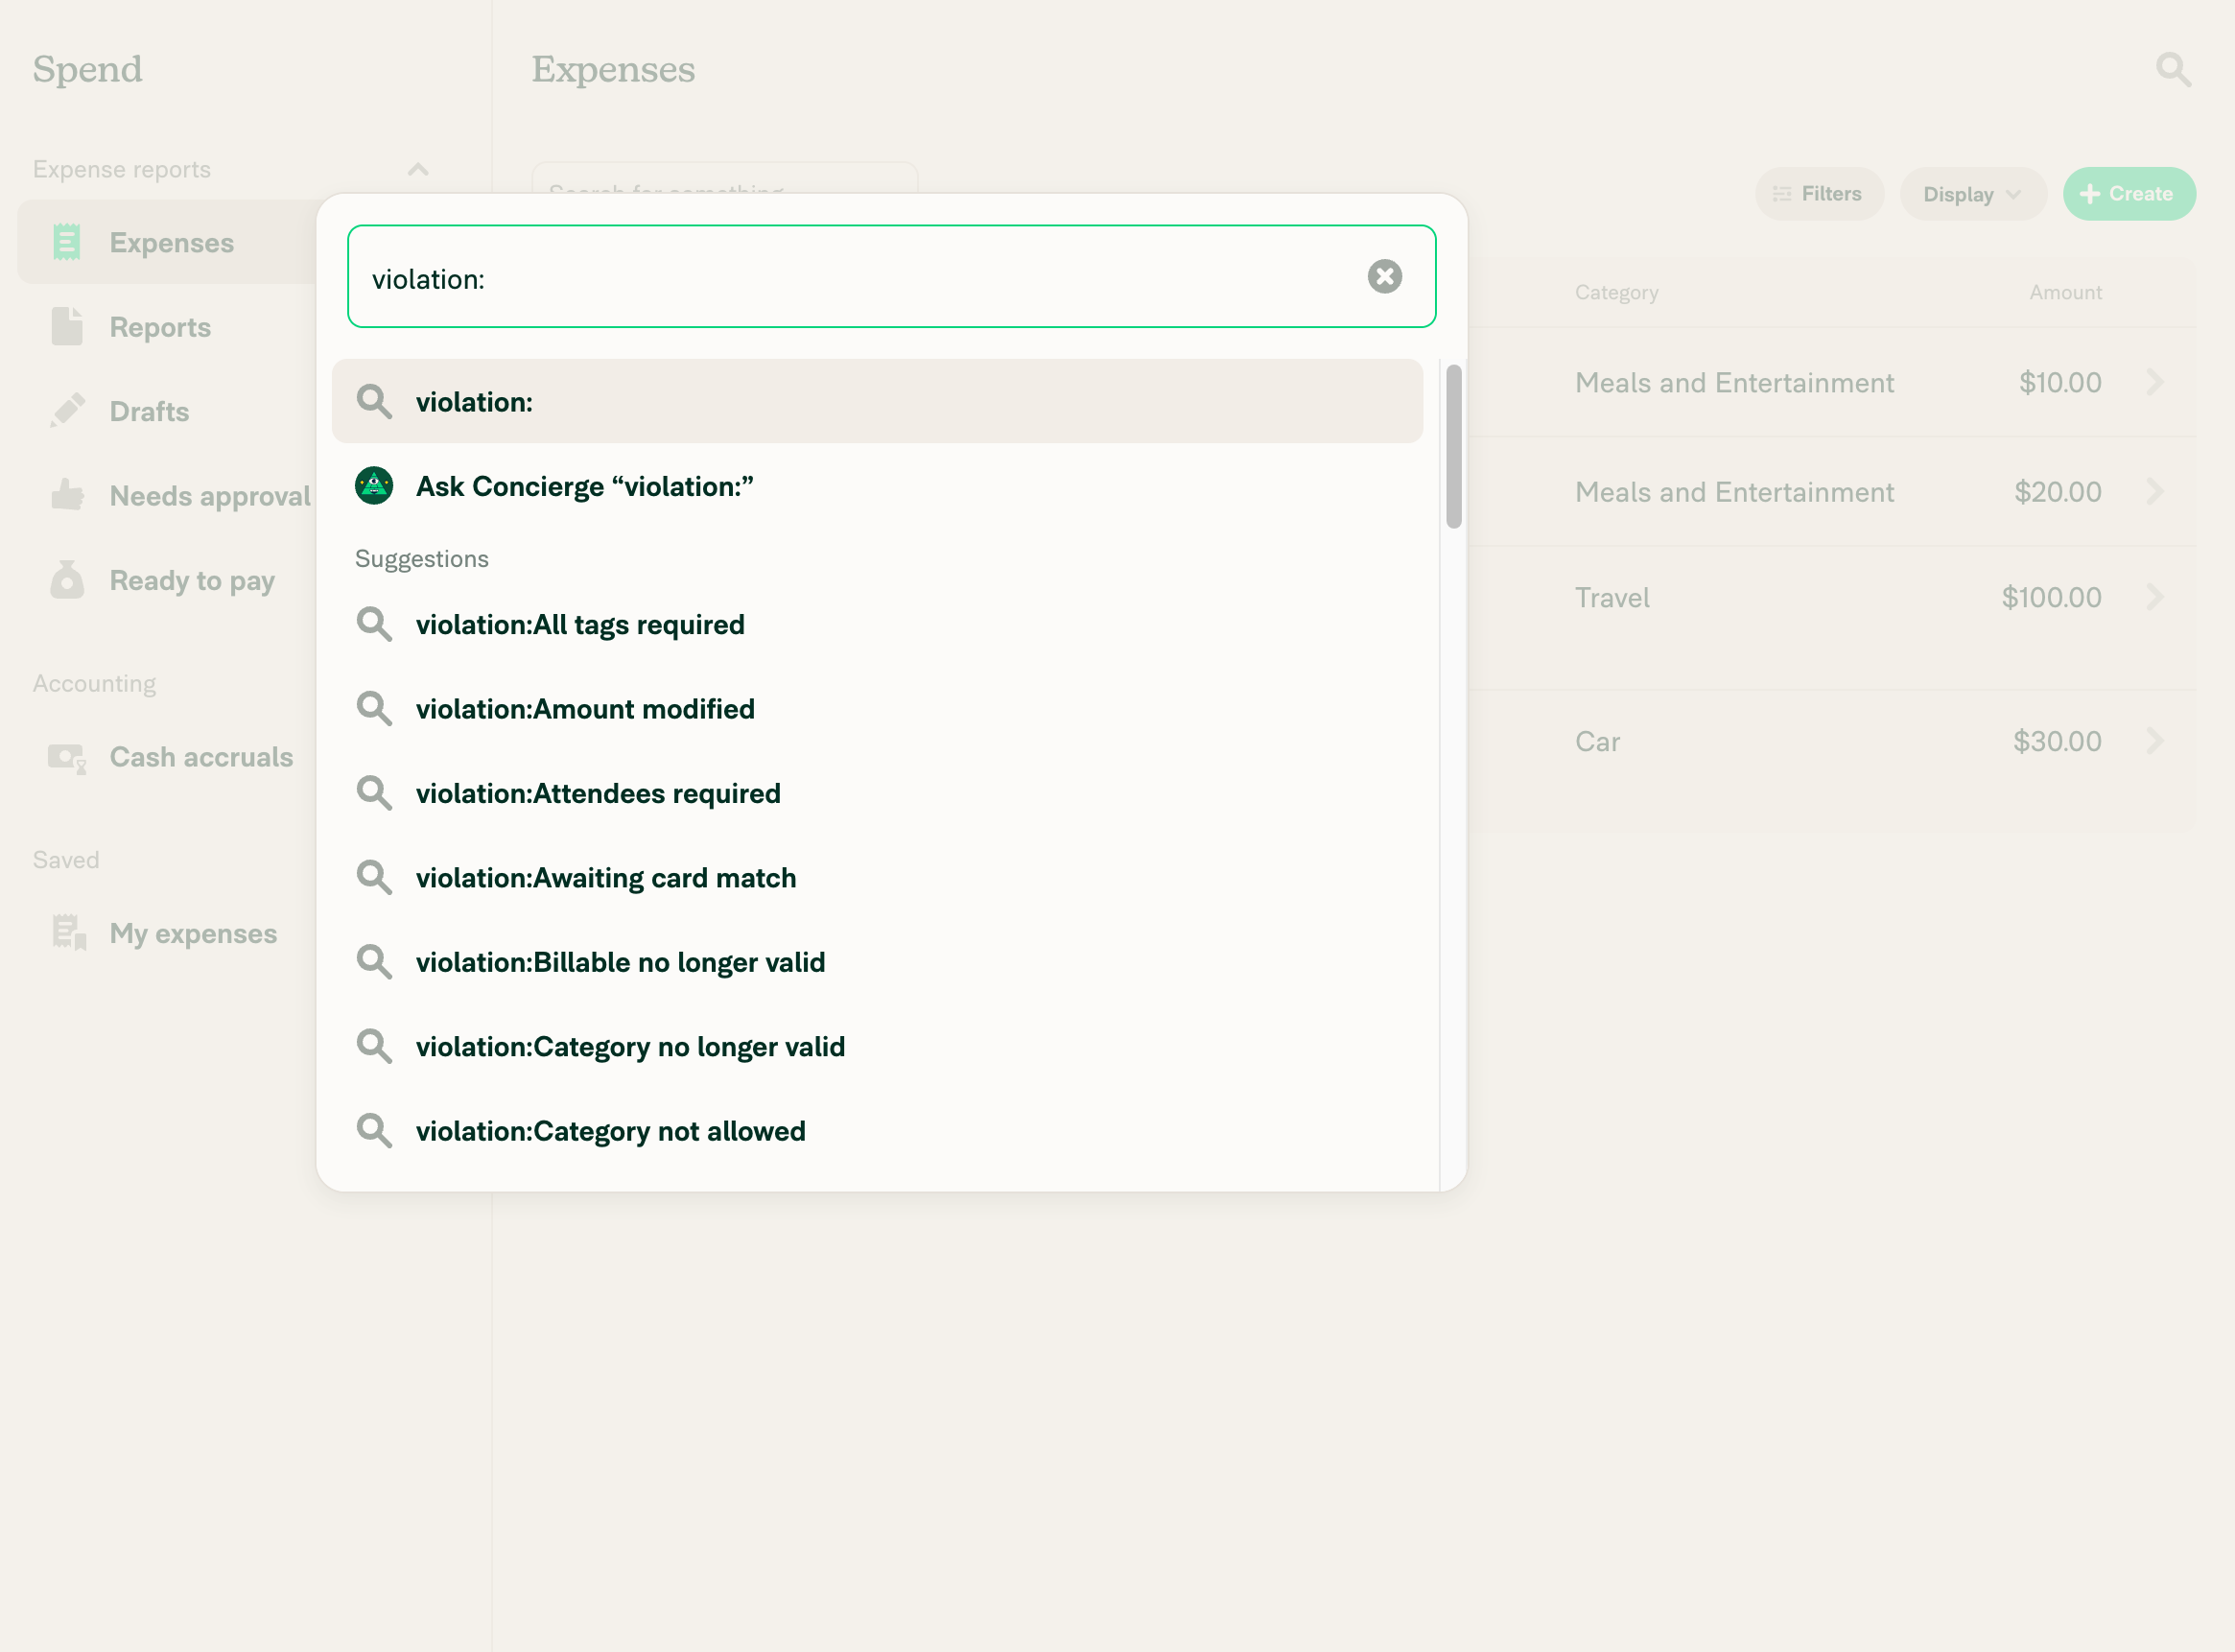 Spend
Expenses
Expense reports
Search for something
Filters
Display
Create
Expenses
Reports
Drafts
Needs approval
Ready to pay
Accounting
Cash accruals
Saved
My expenses
violation:
violation:
Ask Concierge “violation:”
Suggestions
violation:All tags required
violation:Amount modified
violation:Attendees required
violation:Awaiting card match
violation:Billable no longer valid
violation:Category no longer valid
violation:Category not allowed
Category Amount
Meals and Entertainment $10.00
Meals and Entertainment $20.00
Travel $100.00
Car $30.00